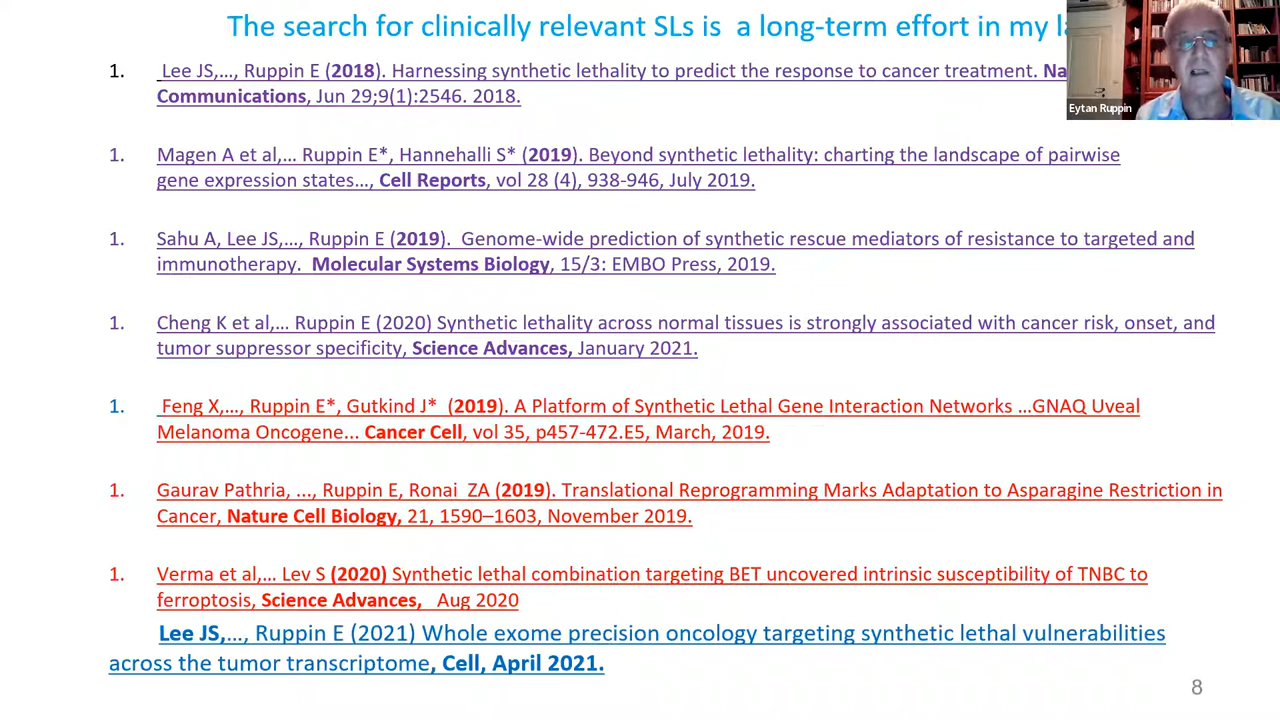 The search for clinically relevant SLs is a long-term effort in my
Eytan Ruppin
1. Lee JS,…, Ruppin E (2018). Harnessing synthetic lethality to predict the response to cancer treatment.
Communications, Jun 29;9(1):2546. 2018.
1. Magen A et al,… Ruppin E*, Hannehalli S* (2019). Beyond synthetic lethality: charting the landscape of pairwise
gene expression states…, Cell Reports, vol 28 (4), 938-946, July 2019.
1. Sahu A, Lee JS,…, Ruppin E (2019). Genome-wide prediction of synthetic rescue mediators of resistance to targeted and
immunotherapy. Molecular Systems Biology, 15/3: EMBO Press, 2019.
1. Cheng K et al,… Ruppin E (2020) Synthetic lethality across normal tissues is strongly associated with cancer risk, onset, and
tumor suppressor specificity, Science Advances, January 2021.
1. Feng X,…, Ruppin E*, Gutkind J* (2019). A Platform of Synthetic Lethal Gene Interaction Networks …GNAQ Uveal
Melanoma Oncogene... Cancer Cell, vol 35, p457-472.E5, March, 2019.
1. Gaurav Pathria, ..., Ruppin E, Ronai ZA (2019). Translational Reprogramming Marks Adaptation to Asparagine Restriction in
Cancer, Nature Cell Biology, 21, 1590–1603, November 2019.
1. Verma et al,… Lev S (2020) Synthetic lethal combination targeting BET uncovered intrinsic susceptibility of TNBC to
ferroptosis, Science Advances, Aug 2020
Lee JS,…, Ruppin E (2021) Whole exome precision oncology targeting synthetic lethal vulnerabilities
across the tumor transcriptome, Cell, April 2021.
8